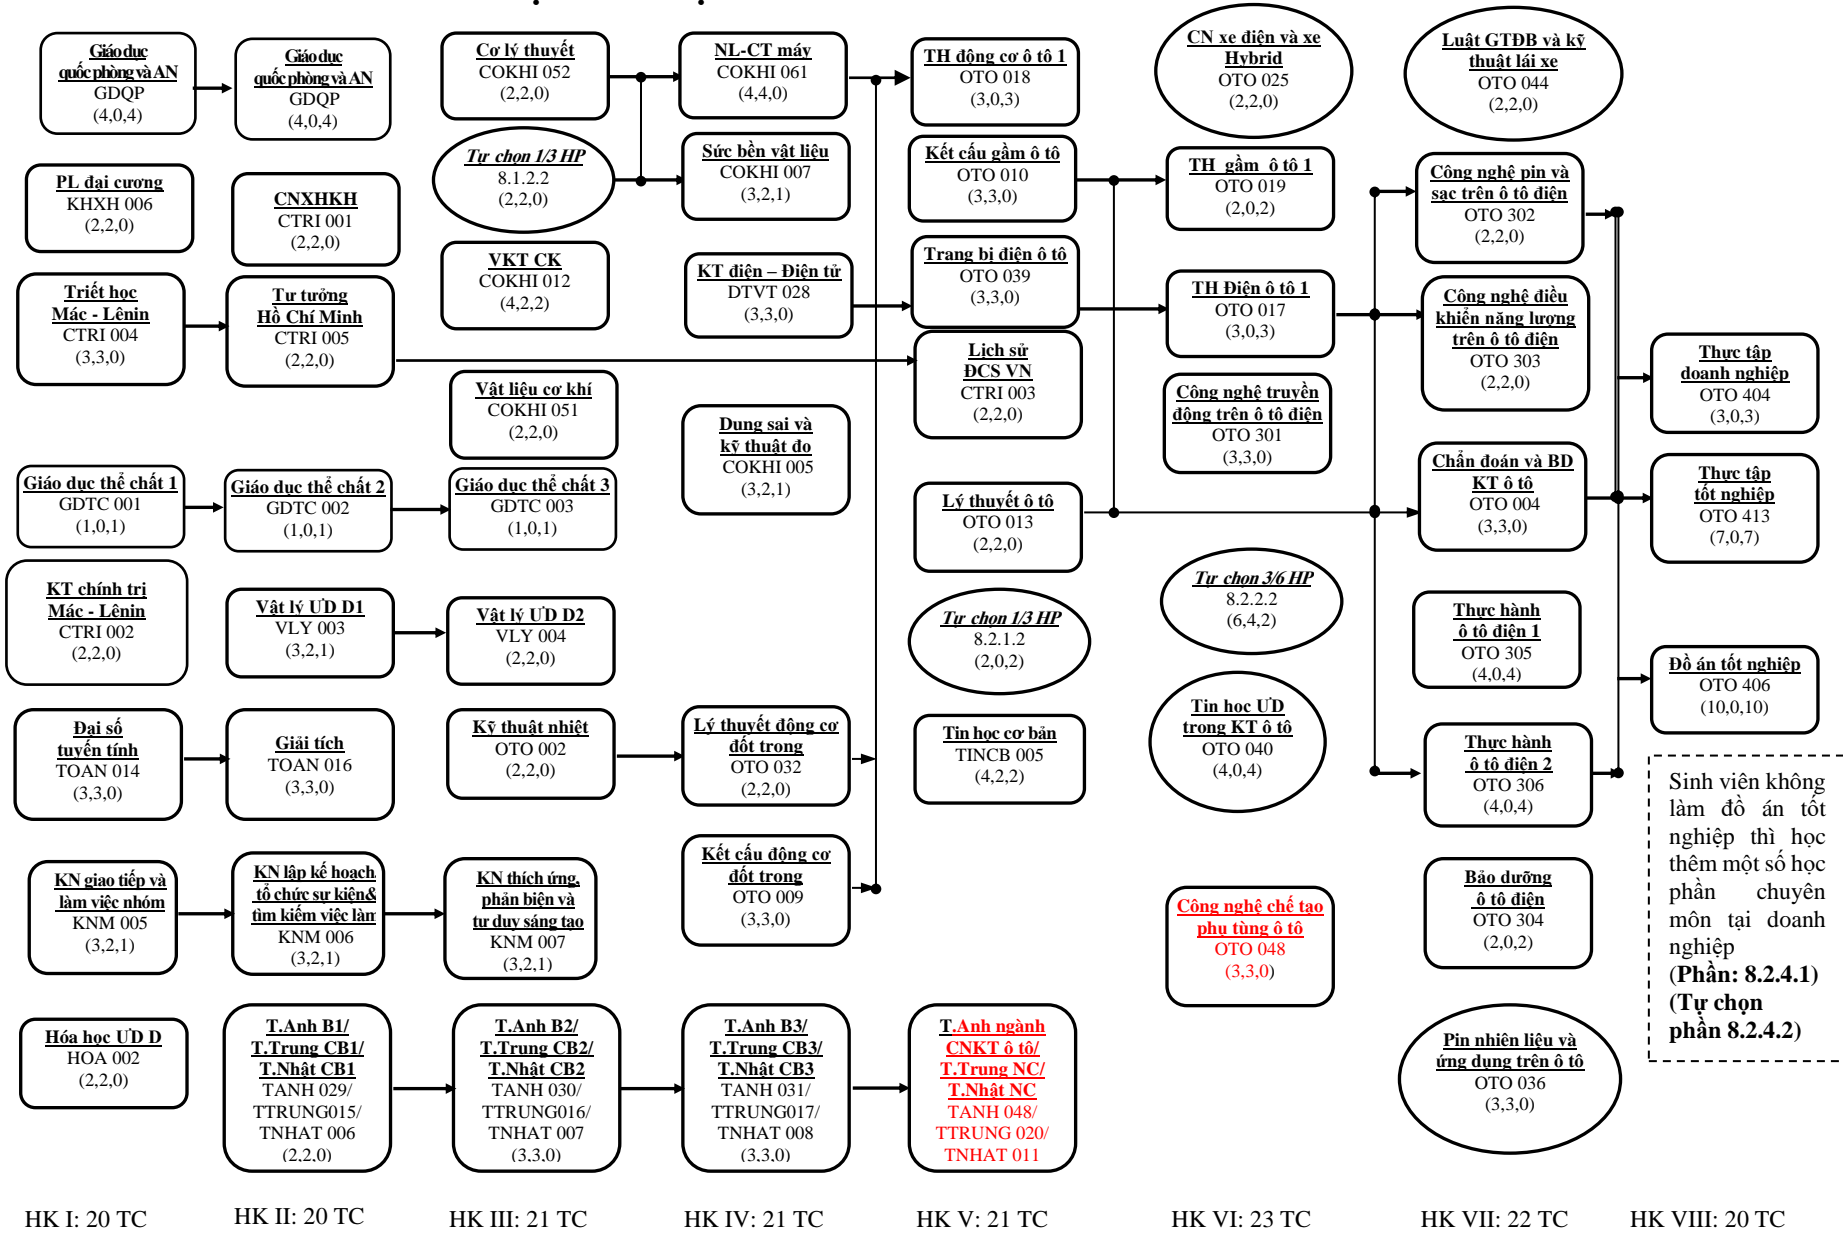 Giáo dục
quốc phòng và AN
GDQP
(4,0,4)
PL đại cương
KHXH 006
(2,2,0)
Triết học
Mác - Lênin
CTRI 004
(3,3,0)
Giáo dục thể chất 1
GDTC 001
(1,0,1)
KT chính trị
Mác - Lênin
CTRI 002
(2,2,0)
Đại số
tuyến tính
TOAN 014
(3,3,0)
KN giao tiếp và
làm việc nhóm
KNM 005
(3,2,1)
Hóa học ƯD D
HOA 002
(2,2,0)
HK I: 20 TC
Giáo dục
quốc phòng và AN
GDQP
(4,0,4)
CNXHKH
CTRI 001
(2,2,0)
Tư tưởng
Hồ Chí Minh
CTRI 005
(2,2,0)
Giáo dục thể chất 2
GDTC 002
(1,0,1)
Vật lý ƯD D1
VLY 003
(3,2,1)
Giải tích
TOAN 016
(3,3,0)
KN lập kế hoạch,
tổ chức sự kiện&
tìm kiếm việc làm
KNM 006
(3,2,1)
T.Anh B1/
T.Trung CB1/
T.Nhật CB1
TANH 029/
TTRUNG015/
TNHAT 006
(2,2,0)
HK II: 20 TC
Cơ lý thuyết
COKHI 052
(2,2,0)
Tự chọn 1/3 HP
8.1.2.2
(2,2,0)
VKT CK
COKHI 012
(4,2,2)
Vật liệu cơ khí
COKHI 051
(2,2,0)
Giáo dục thể chất 3
GDTC 003
(1,0,1)
Vật lý ƯD D2
VLY 004
(2,2,0)
Kỹ thuật nhiệt
OTO 002
(2,2,0)
KN thích ứng,
phản biện và
tư duy sáng tạo
KNM 007
(3,2,1)
T.Anh B2/
T.Trung CB2/
T.Nhật CB2
TANH 030/
TTRUNG016/
TNHAT 007
(3,3,0)
HK III: 21 TC
NL-CT máy
COKHI 061
(4,4,0)
Sức bền vật liệu
COKHI 007
(3,2,1)
KT điện – Điện tử
DTVT 028
(3,3,0)
Dung sai và
kỹ thuật đo
COKHI 005
(3,2,1)
Lý thuyết động cơ
đốt trong
OTO 032
(2,2,0)
Kết cấu động cơ
đốt trong
OTO 009
(3,3,0)
T.Anh B3/
T.Trung CB3/
T.Nhật CB3
TANH 031/
TTRUNG017/
TNHAT 008
(3,3,0)
HK IV: 21 TC
TH động cơ ô tô 1
OTO 018
(3,0,3)
Kết cấu gầm ô tô
OTO 010
(3,3,0)
Trang bị điện ô tô
OTO 039
(3,3,0)
Lịch sử
ĐCS VN
CTRI 003
(2,2,0)
Lý thuyết ô tô
OTO 013
(2,2,0)
Tự chọn 1/3 HP
8.2.1.2
(2,0,2)
Tin học cơ bản
TINCB 005
(4,2,2)
T.Anh ngành
CNKT ô tô/
T.Trung NC/
T.Nhật NC
TANH 048/
TTRUNG 020/
TNHAT 011
HK V: 21 TC
CN xe điện và xe
Hybrid
OTO 025
(2,2,0)
TH gầm ô tô 1
OTO 019
(2,0,2)
TH Điện ô tô 1
OTO 017
(3,0,3)
Công nghệ truyền
động trên ô tô điện
OTO 301
(3,3,0)
Tự chọn 3/6 HP
8.2.2.2
(6,4,2)
Tin học ƯD
trong KT ô tô
OTO 040
(4,0,4)
Công nghệ chế tạo
phụ tùng ô tô
OTO 048
(3,3,0)
HK VI: 23 TC
Luật GTĐB và kỹ
thuật lái xe
OTO 044
(2,2,0)
Công nghệ pin và
sạc trên ô tô điện
OTO 302
(2,2,0)
Công nghệ điều
khiển năng lượng
trên ô tô điện
OTO 303
(2,2,0)
Chẩn đoán và BD
KT ô tô
OTO 004
(3,3,0)
Thực hành
ô tô điện 1
OTO 305
(4,0,4)
Thực hành
ô tô điện 2
OTO 306
(4,0,4)
Bảo dưỡng
ô tô điện
OTO 304
(2,0,2)
Pin nhiên liệu và
ứng dụng trên ô tô
OTO 036
(3,3,0)
HK VII: 22 TC
Thực tập
doanh nghiệp
OTO 404
(3,0,3)
Thực tập
tốt nghiệp
OTO 413
(7,0,7)
Đồ án tốt nghiệp
OTO 406
(10,0,10)
Sinh viên không
làm đồ án tốt
nghiệp thì học
thêm một số học
phần chuyên
môn tại doanh
nghiệp
(Phần: 8.2.4.1)
(Tự chọn
phần 8.2.4.2)
HK VIII: 20 TC